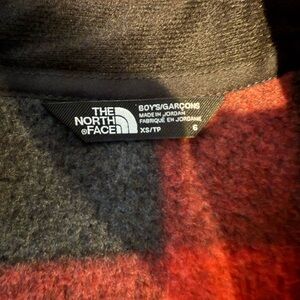 THE
NORTH
FACE
BOYS/GARÇONS
MADE IN JORDAN
FABRIQUÉ EN JORDANIE
XS/TP 6